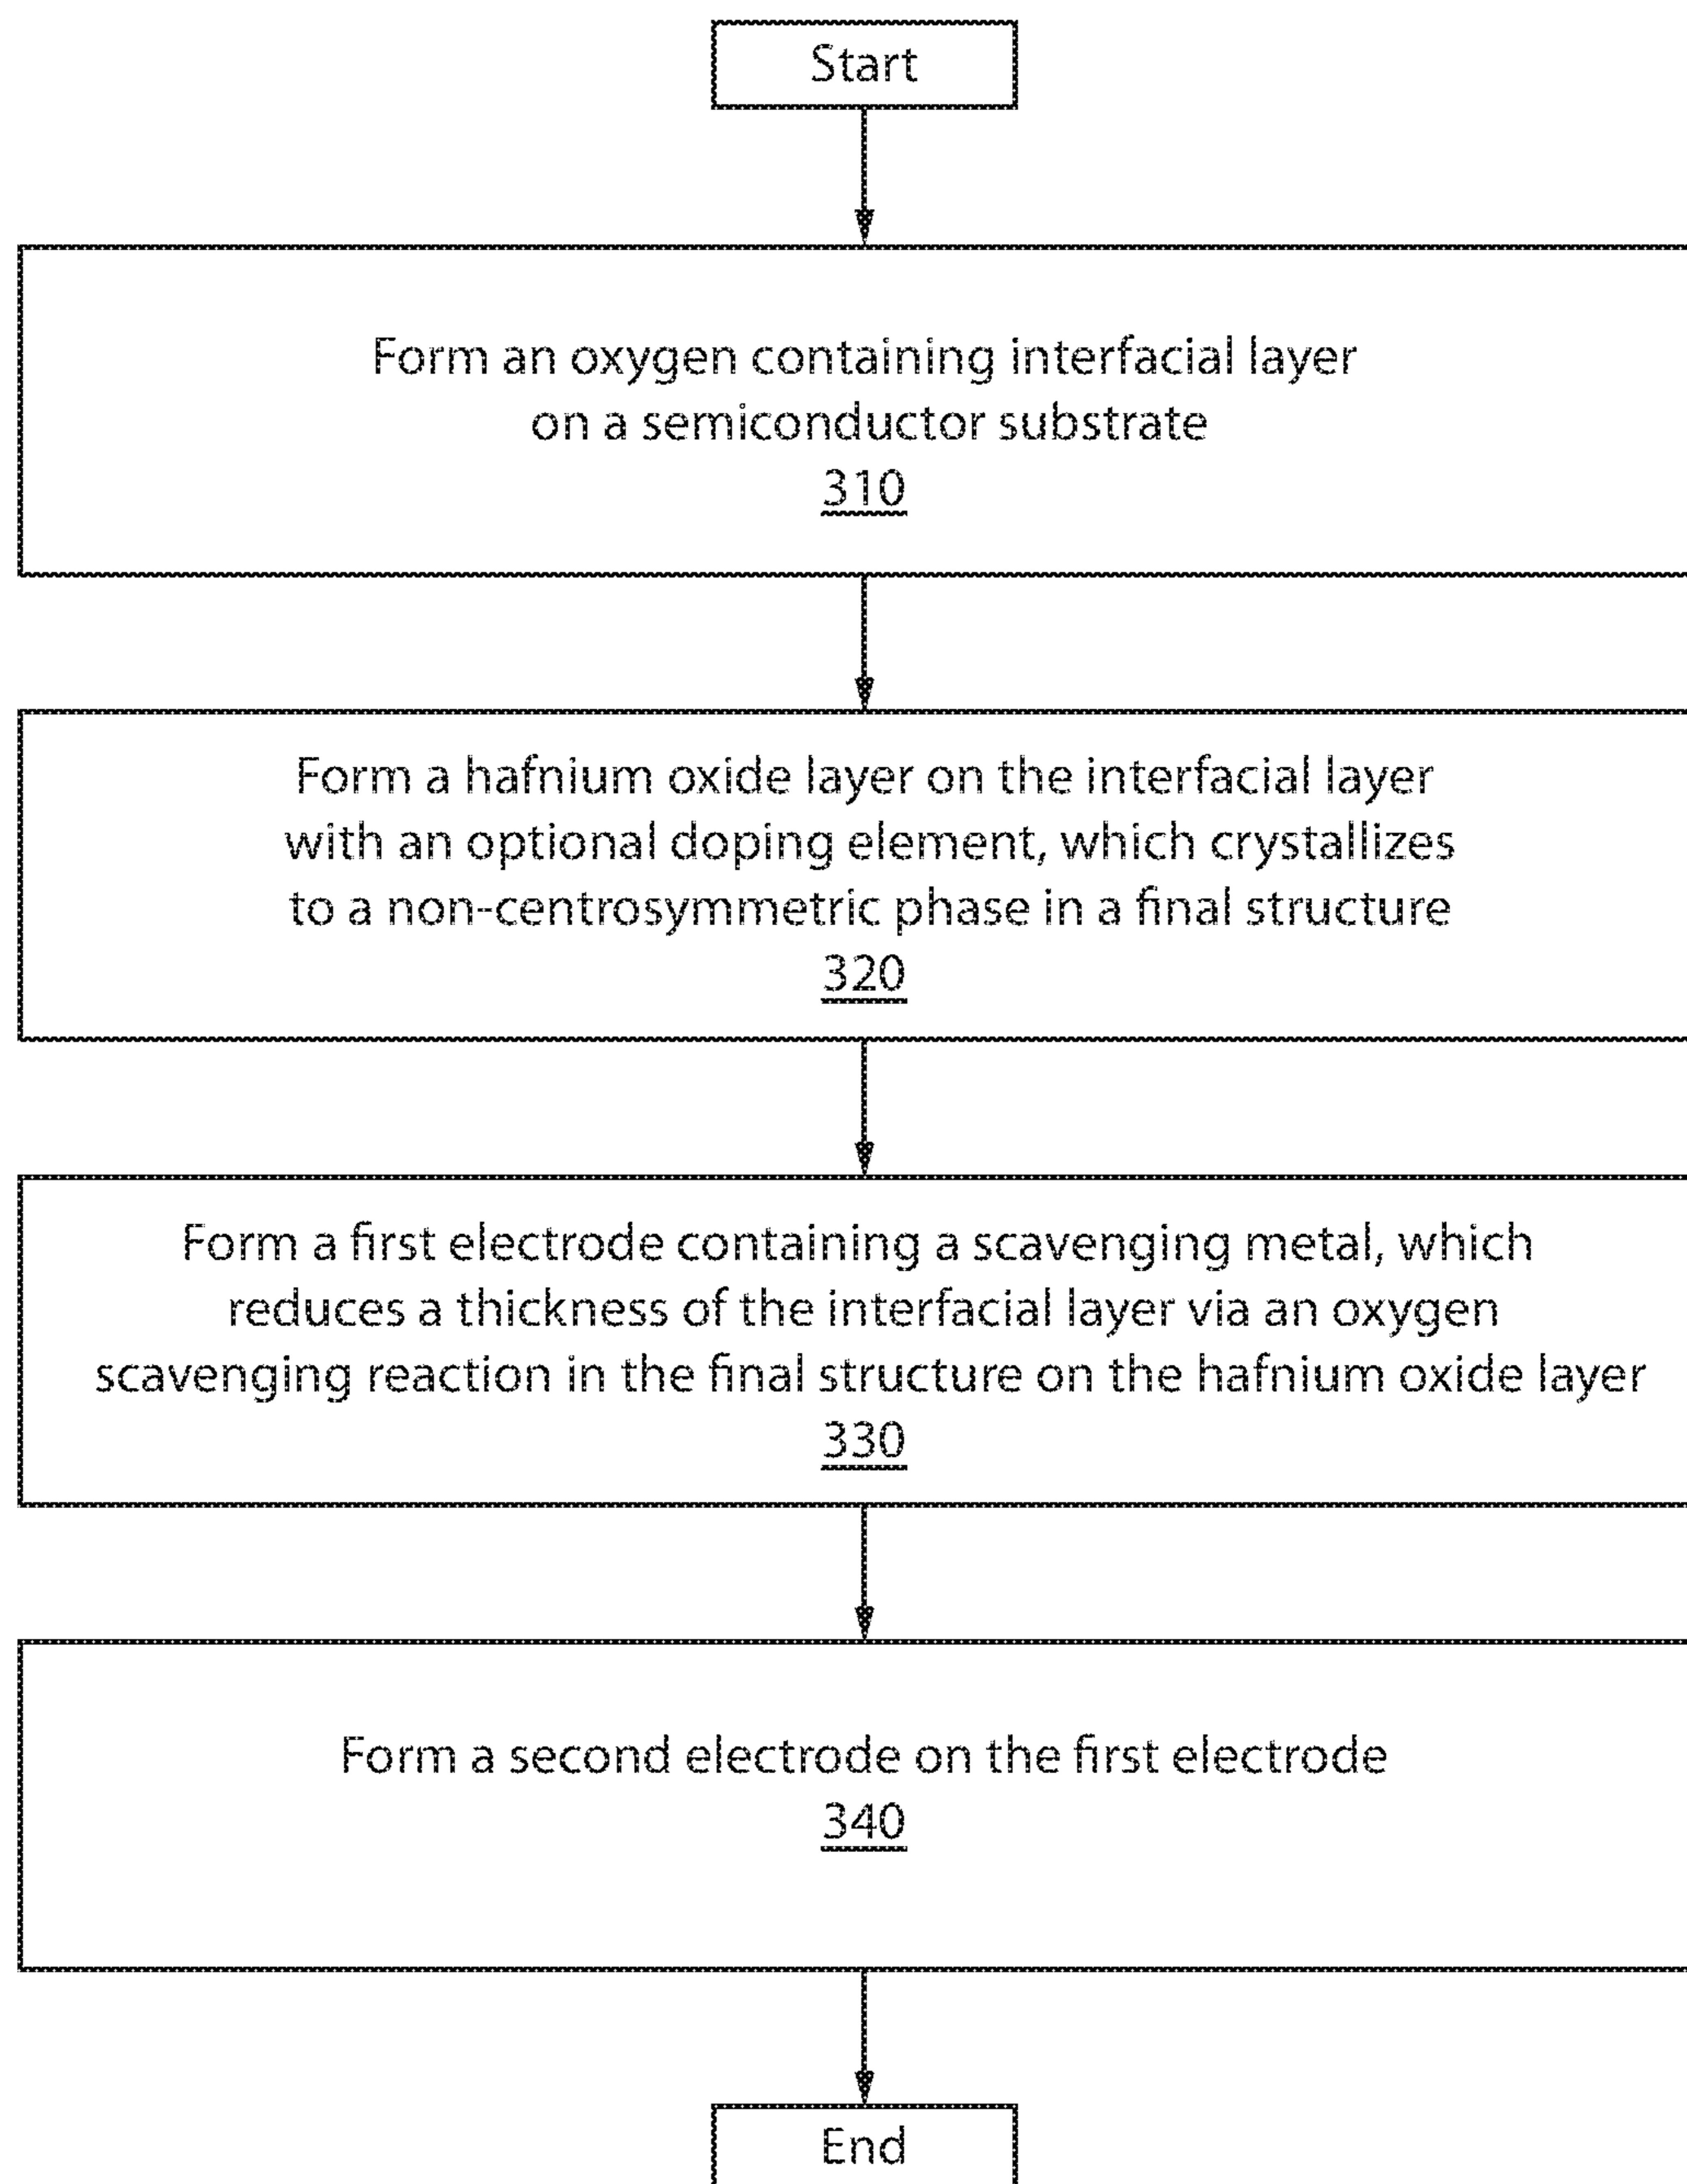 Start
Form an oxygen containing interfacial layer
on a semiconductor substrate
310
Form a hafnium oxide layer on the interfacial layer
with an optional doping element, which crystallizes
to a non-centrosymmetric phase in a final structure
320
Form a first electrode containing a scavenging metal, which
reduces a thickness of the interfacial layer via an oxygen
scavenging reaction in the final structure on the hafnium oxide layer
330
Form a second electrode on the first electrode
340
End